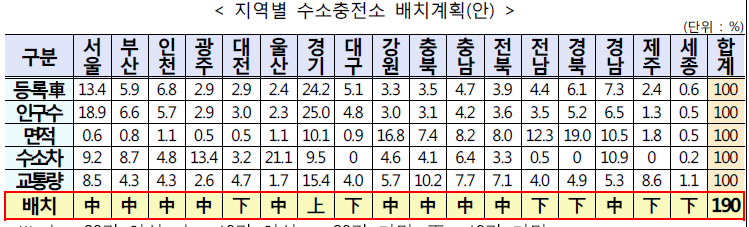 < 지역별 수소충전소 배치계획(안) >
(단위 : %)
구분 서울 부산 인천 광주 대전 울산 경기 대구 강원 충북 충남 전북 전남 경북 경남 제주 세종 합계
등록車 13.4 5.9 6.8 2.9 2.9 2.4 24.2 5.1 3.3 3.5 4.7 3.9 4.4 6.1 7.3 2.4 0.6 100
인구수 18.9 6.6 5.7 2.9 3.0 2.3 25.0 4.8 3.0 3.1 4.2 3.6 3.5 5.2 6.5 1.3 0.5 100
면적 0.6 0.8 1.1 0.5 0.5 1.1 10.1 0.9 16.8 7.4 8.2 8.0 12.3 19.0 10.5 1.8 0.5 100
수소차 9.2 8.7 4.8 13.4 3.2 21.1 9.5 0 4.6 4.1 6.4 3.3 0.5 0 10.9 0 0.2 100
교통량 8.5 4.3 4.3 2.6 4.7 1.7 15.4 4.0 5.7 10.2 7.7 7.1 4.0 4.9 5.3 8.6 1.1 100
배치 中 中 中 中 下 中 上 下 中 中 中 中 下 下 中 下 下 190